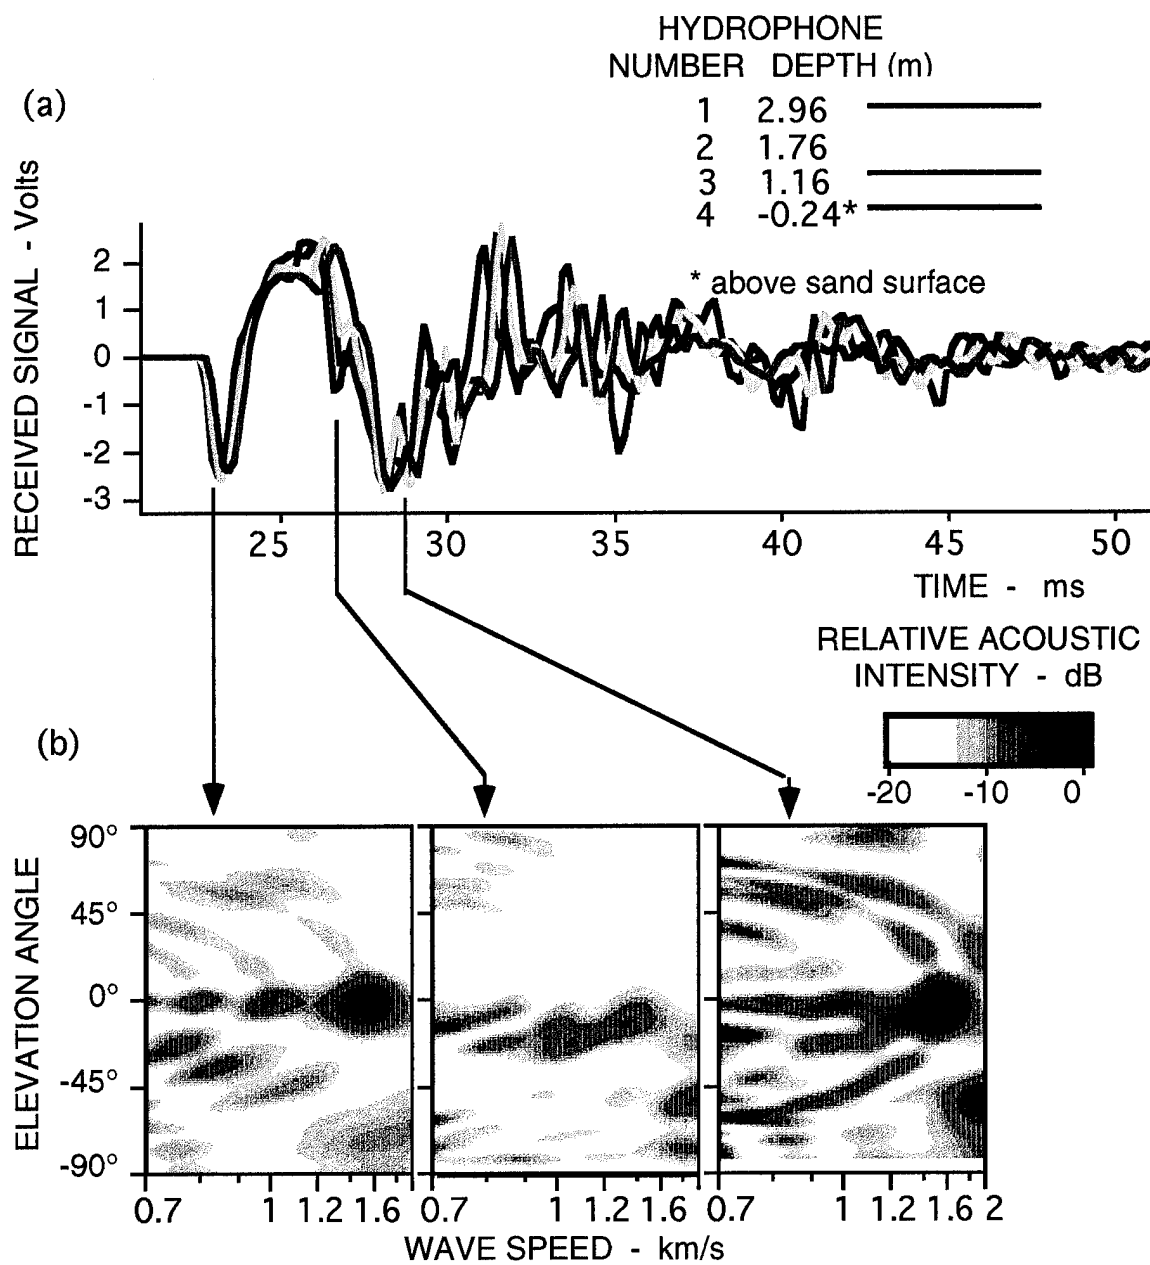 HYDROPHONE
NUMBER DEPTH (m)
(a)
1 2.96
2 1.76
3 1.16
4 -0.24*
* above sand surface
RECEIVED SIGNAL - Volts
2
1
0
-1
-2
-3
25 30 35 40 45 50
TIME - ms
RELATIVE ACOUSTIC
INTENSITY - dB
-20 -10 0
(b)
ELEVATION ANGLE
90°
45°
0°
-45°
-90°
0.7 1 1.2 1.6 0.7 1 1.2 1.6 0.7 1 1.2 1.6 2
WAVE SPEED - km/s